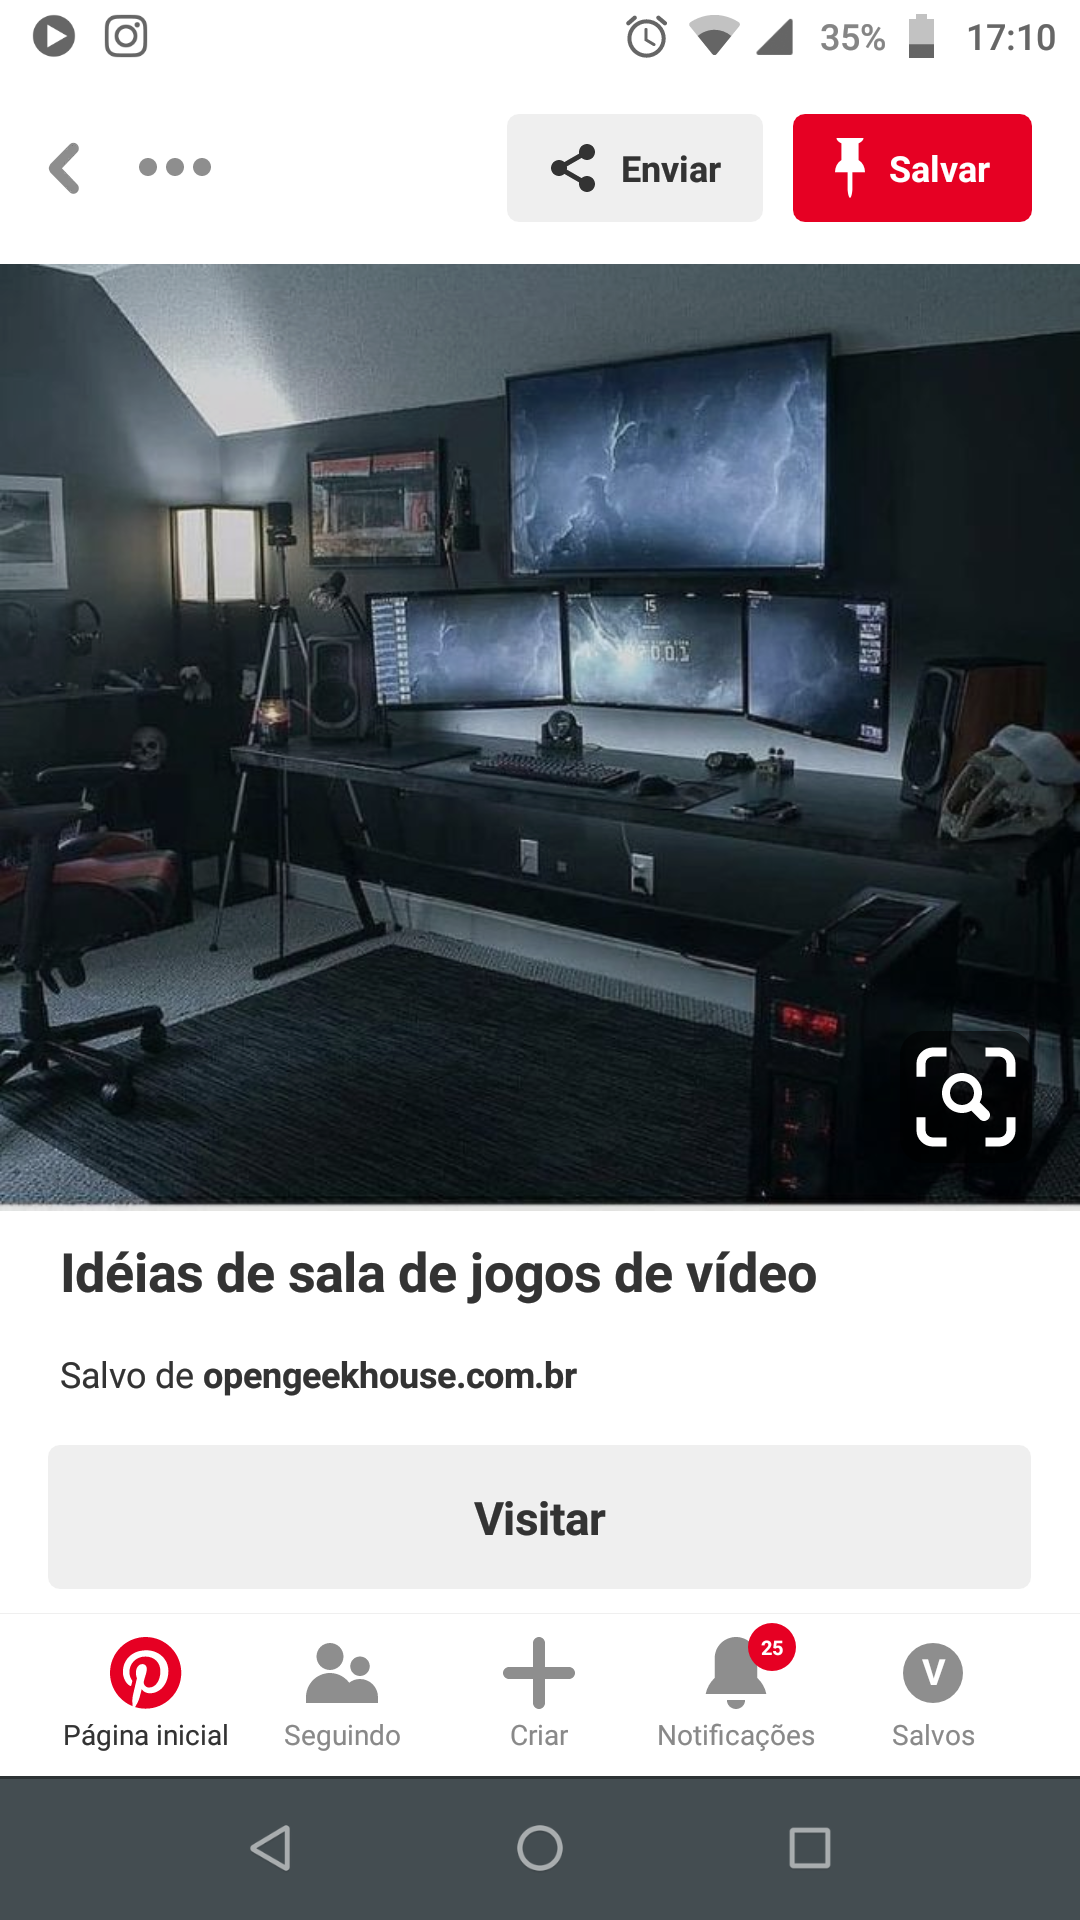 35% 17:10
Enviar
Salvar
15
Idéias de sala de jogos de vídeo
Salvo de opengeekhouse.com.br
Visitar
25
V
Página inicial
Seguindo
Criar
Notificações
Salvos